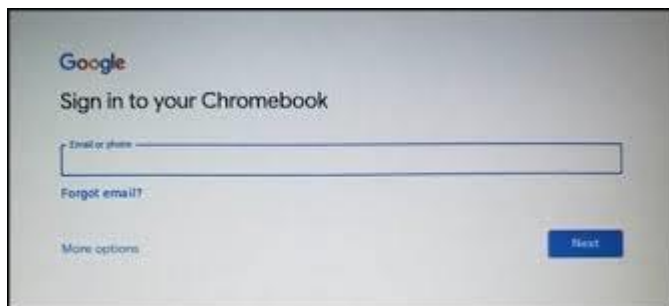 Google
Sign in to your Chromebook
Email or phone
Forgot email?
More options
Next